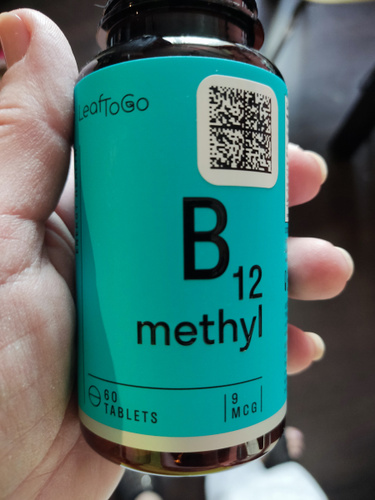 LeafToGo
B
12
methyl
60 9
TABLETS MCG